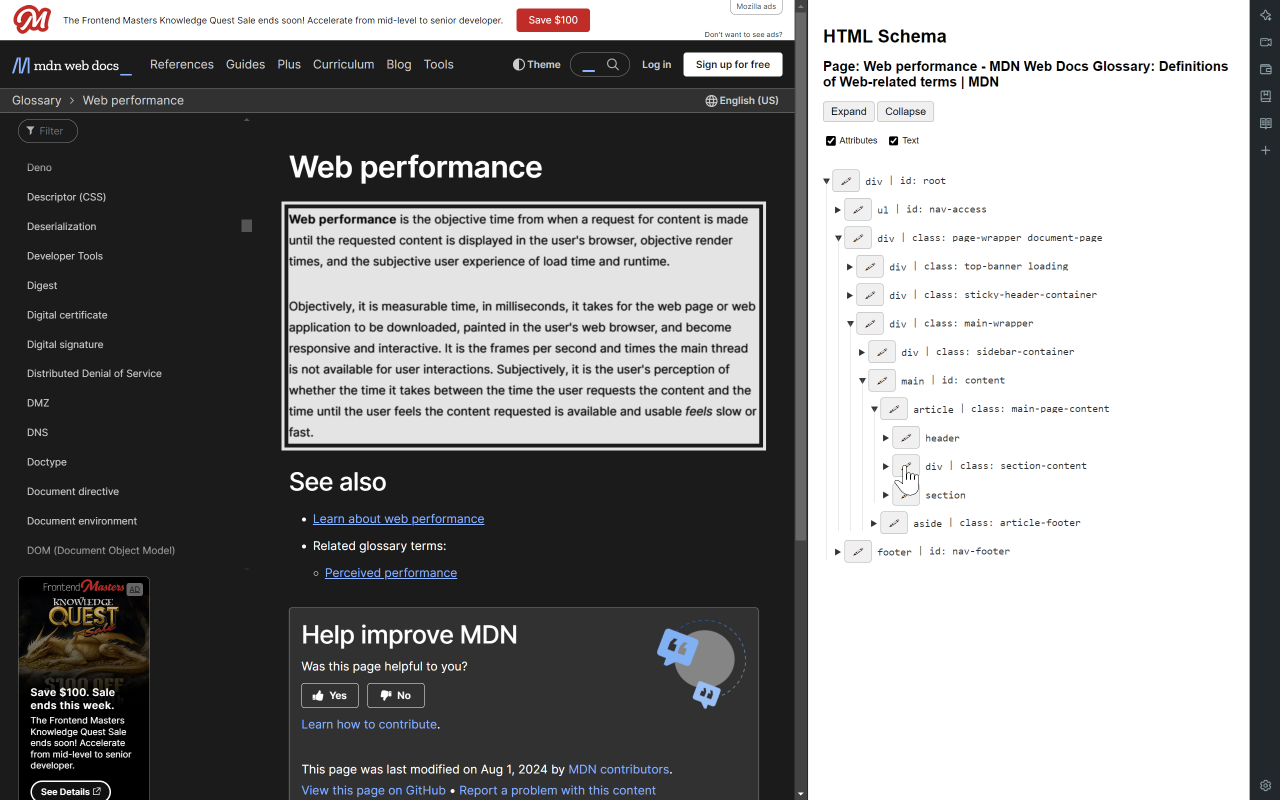 The Frontend Masters Knowledge Quest Sale ends soon! Accelerate from mid-level to senior developer.
Save $100
Mozilla ads
Don't want to see ads?
mdn web docs_
References
Guides
Plus
Curriculum
Blog
Tools
Theme
Log in
Sign up for free
Glossary
Web performance
English (US)
Filter
Deno
Descriptor (CSS)
Deserialization
Developer Tools
Digest
Digital certificate
Digital signature
Distributed Denial of Service
DMZ
DNS
Doctype
Document directive
Document environment
DOM (Document Object Model)
Frontend Masters
AD
KNOWLEDGE
QUEST
Sale
$100 OFF
Save $100. Sale
ends this week.
The Frontend Masters
Knowledge Quest Sale
ends soon! Accelerate
from mid-level to senior
developer.
See Details
Web performance
Web performance is the objective time from when a request for content is made
until the requested content is displayed in the user's browser, objective render
times, and the subjective user experience of load time and runtime.
Objectively, it is measurable time, in milliseconds, it takes for the web page or web
application to be downloaded, painted in the user's web browser, and become
responsive and interactive. It is the frames per second and times the main thread
is not available for user interactions. Subjectively, it is the user's perception of
whether the time it takes between the time the user requests the content and the
time until the user feels the content requested is available and usable feels slow or
fast.
See also
• Learn about web performance
• Related glossary terms:
○ Perceived performance
Help improve MDN
Was this page helpful to you?
Yes
No
Learn how to contribute.
This page was last modified on Aug 1, 2024 by MDN contributors.
View this page on GitHub • Report a problem with this content
HTML Schema
Page: Web performance - MDN Web Docs Glossary: Definitions
of Web-related terms | MDN
Expand
Collapse
Attributes
Text
div | id: root
ul | id: nav-access
div | class: page-wrapper document-page
div | class: top-banner loading
div | class: sticky-header-container
div | class: main-wrapper
div | class: sidebar-container
main | id: content
article | class: main-page-content
header
div | class: section-content
section
aside | class: article-footer
footer | id: nav-footer